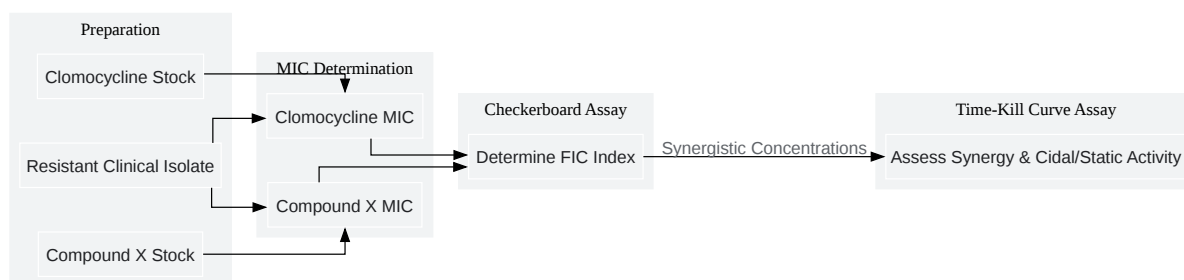 Preparation
Clomocycline Stock
Resistant Clinical Isolate
Compound X Stock
MIC Determination
Clomocycline MIC
Compound X MIC
Checkerboard Assay
Determine FIC Index
Synergistic Concentrations
Time-Kill Curve Assay
Assess Synergy & Cidal/Static Activity